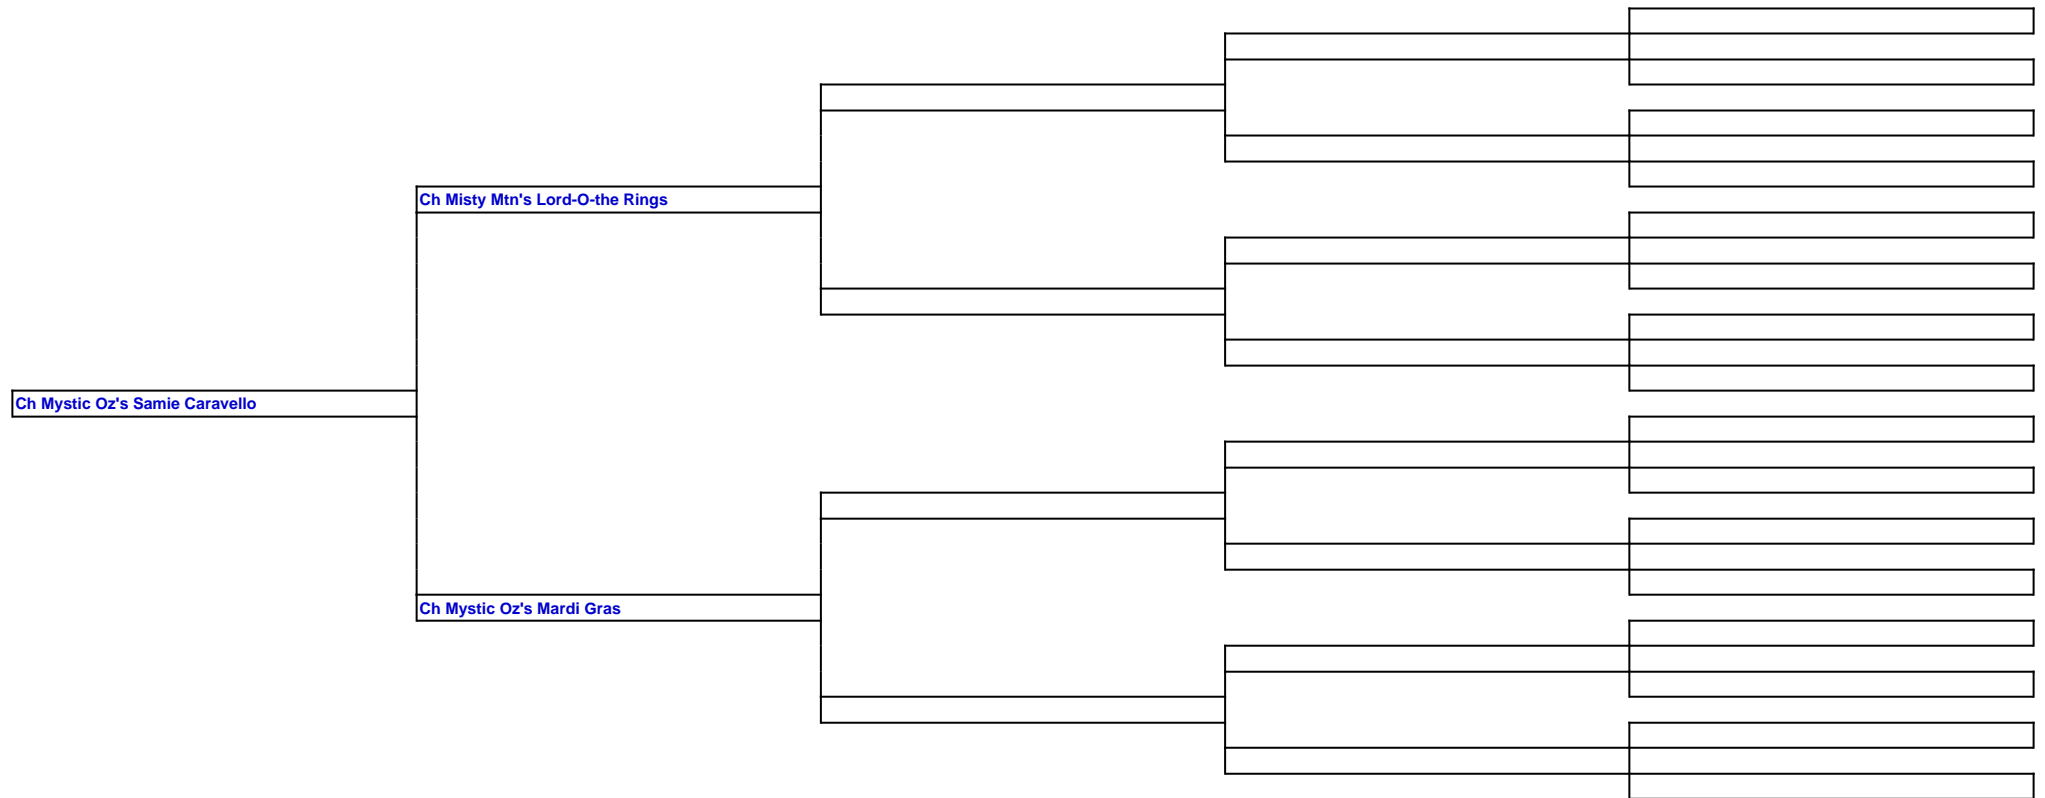 Ch Misty Mtn's Lord-O-the Rings
Ch Mystic Oz's Samie Caravello
Ch Mystic Oz's Mardi Gras